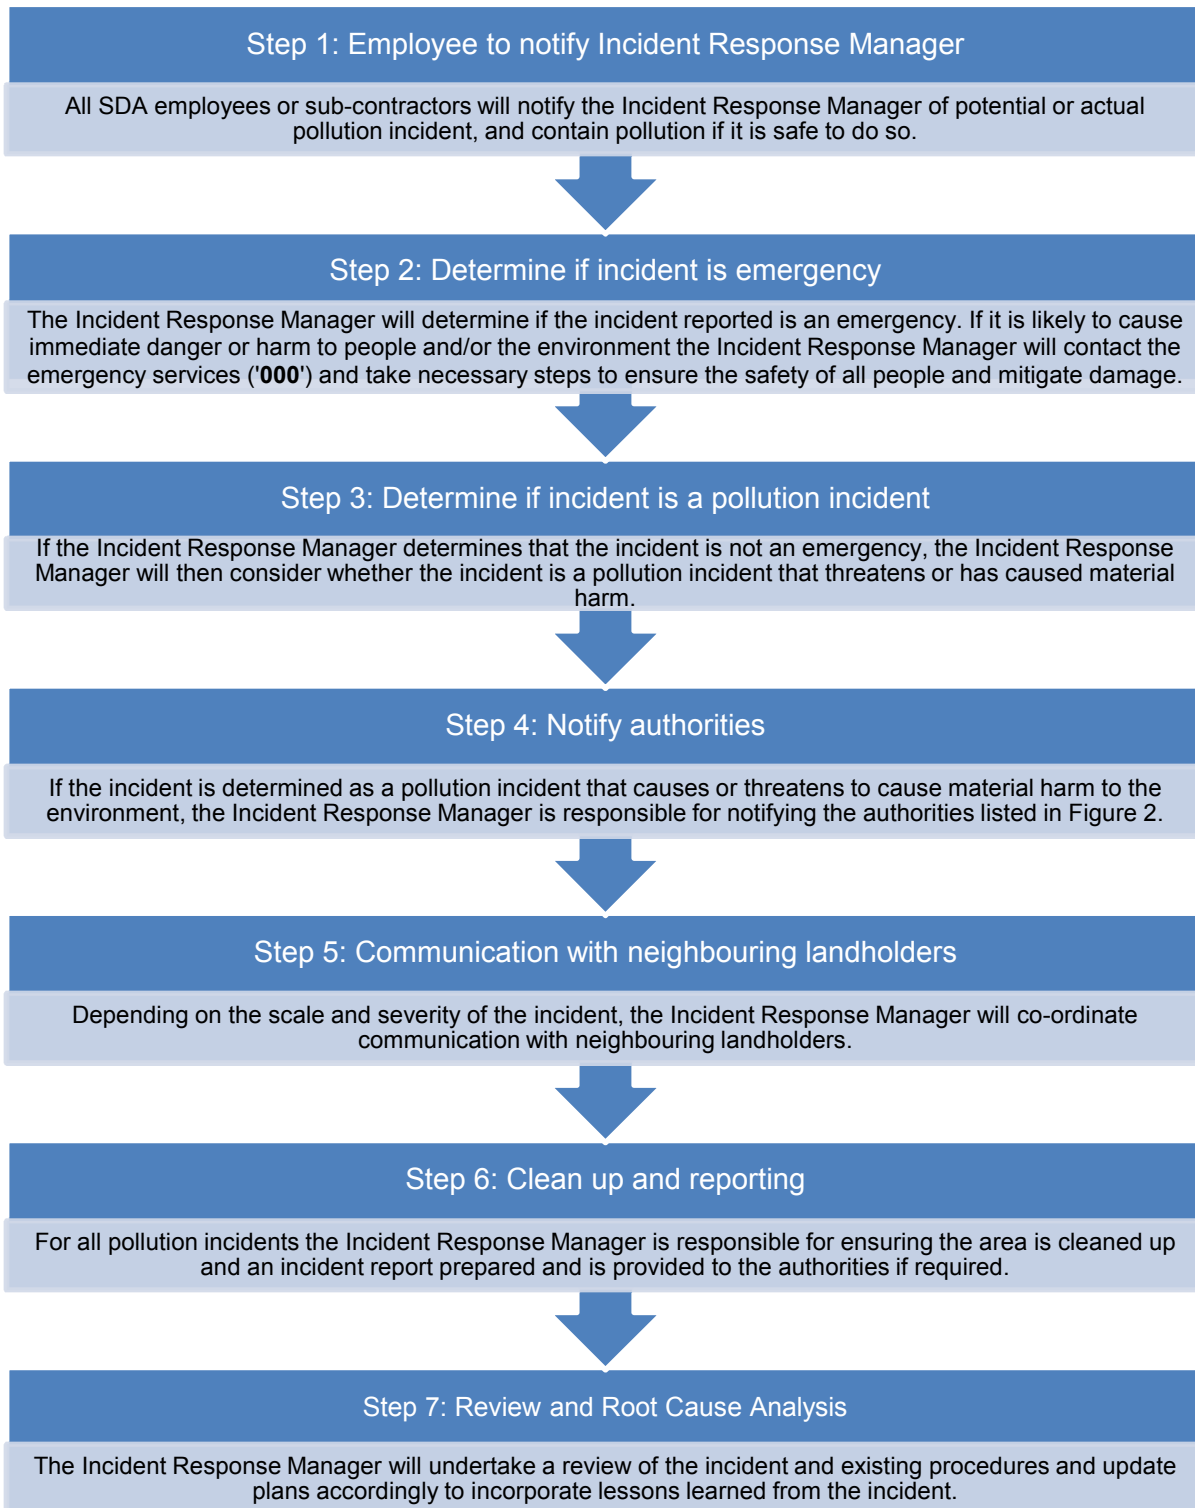 Step 1: Employee to notify Incident Response Manager
All SDA employees or sub-contractors will notify the Incident Response Manager of potential or actual
pollution incident, and contain pollution if it is safe to do so.
Step 2: Determine if incident is emergency
The Incident Response Manager will determine if the incident reported is an emergency. If it is likely to cause
immediate danger or harm to people and/or the environment the Incident Response Manager will contact the
emergency services ('000') and take necessary steps to ensure the safety of all people and mitigate damage.
Step 3: Determine if incident is a pollution incident
If the Incident Response Manager determines that the incident is not an emergency, the Incident Response
Manager will then consider whether the incident is a pollution incident that threatens or has caused material
harm.
Step 4: Notify authorities
If the incident is determined as a pollution incident that causes or threatens to cause material harm to the
environment, the Incident Response Manager is responsible for notifying the authorities listed in Figure 2.
Step 5: Communication with neighbouring landholders
Depending on the scale and severity of the incident, the Incident Response Manager will co-ordinate
communication with neighbouring landholders.
Step 6: Clean up and reporting
For all pollution incidents the Incident Response Manager is responsible for ensuring the area is cleaned up
and an incident report prepared and is provided to the authorities if required.
Step 7: Review and Root Cause Analysis
The Incident Response Manager will undertake a review of the incident and existing procedures and update
plans accordingly to incorporate lessons learned from the incident.